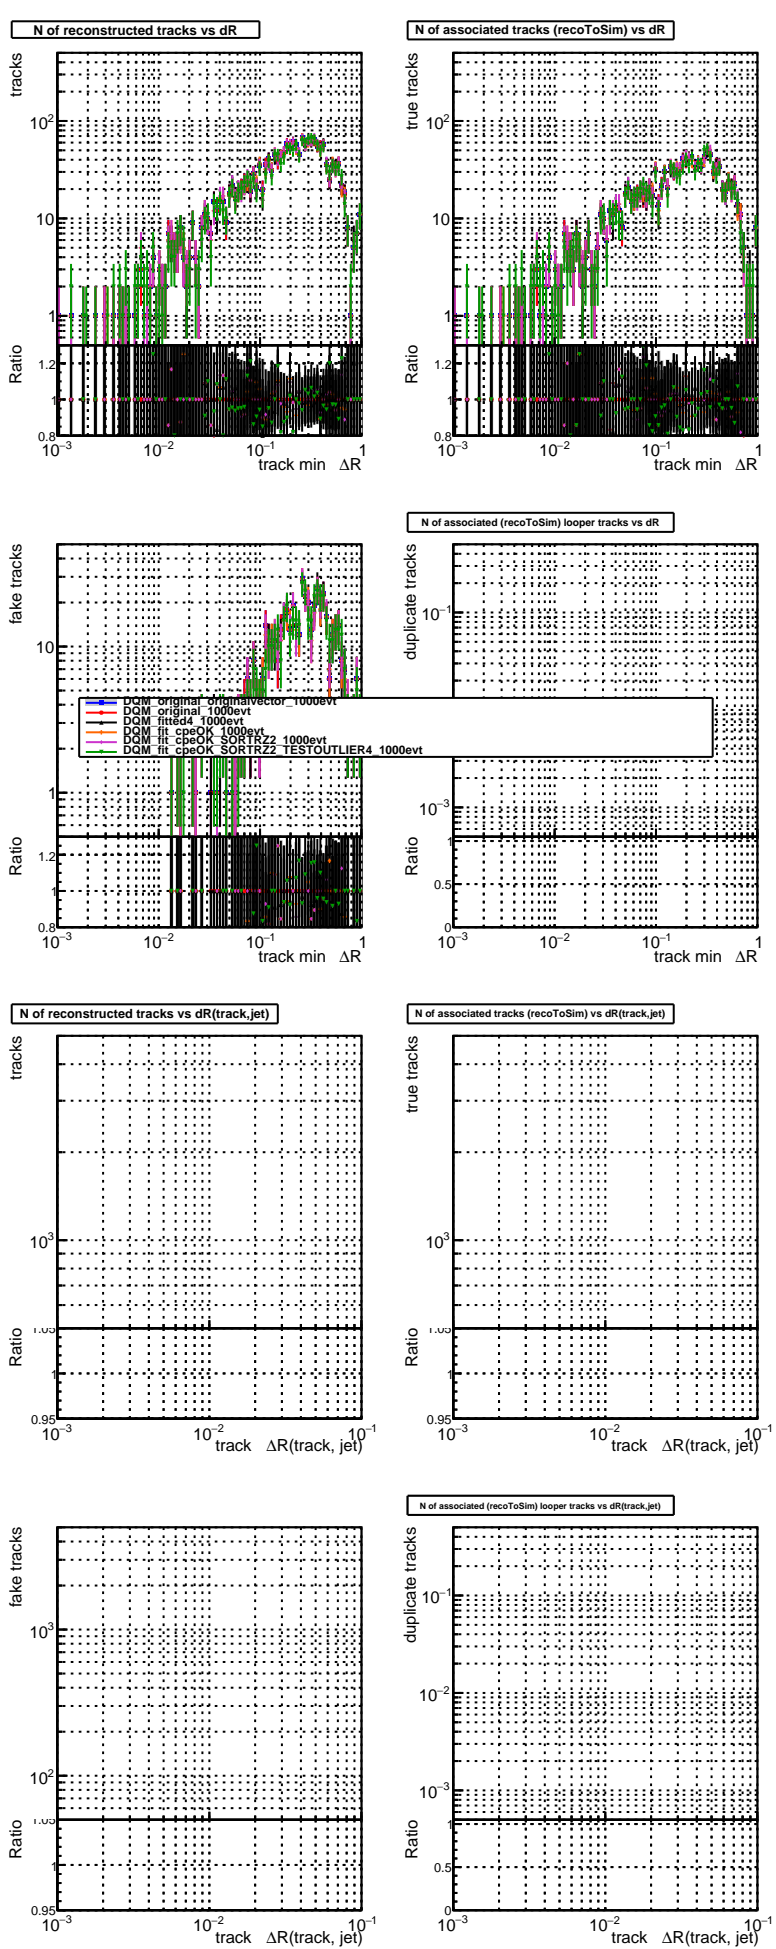 N of reconstructed tracks vs dR
N of associated tracks (recoToSim) vs dR
tracks
10²
10
1
Ratio
1.2
1
0.8
10⁻³
10⁻²
10⁻¹
1
track min ΔR
true tracks
10²
10
1
Ratio
1.2
1
0.8
10⁻³
10⁻²
10⁻¹
1
track min ΔR
N of associated (recoToSim) looper tracks vs dR
fake tracks
10
1
Ratio
1.2
1
0.8
10⁻³
10⁻²
10⁻¹
1
track min ΔR
duplicate tracks
10⁻¹
10⁻³
Ratio
1
0.5
0
10⁻³
10⁻²
10⁻¹
1
track min ΔR
DQM_original_originalvector_1000evt
DQM_original_1000evt
DQM_fitted4_1000evt
DQM_fit_cpeOK_1000evt
DQM_fit_cpeOK_SORTRZ2_1000evt
DQM_fit_cpeOK_SORTRZ2_TESTOUTLIER4_1000evt
N of reconstructed tracks vs dR(track,jet)
N of associated tracks (recoToSim) vs dR(track,jet)
tracks
10³
Ratio
1.05
1
0.95
10⁻³
10⁻²
10⁻¹
track ΔR(track, jet)
true tracks
10³
Ratio
1.05
1
0.95
10⁻³
10⁻²
10⁻¹
track ΔR(track, jet)
N of associated (recoToSim) looper tracks vs dR(track,jet)
fake tracks
10³
10²
Ratio
1.05
1
0.95
10⁻³
10⁻²
10⁻¹
track ΔR(track, jet)
duplicate tracks
10⁻¹
10⁻²
10⁻³
Ratio
1
0.5
0
10⁻³
10⁻²
10⁻¹
track ΔR(track, jet)